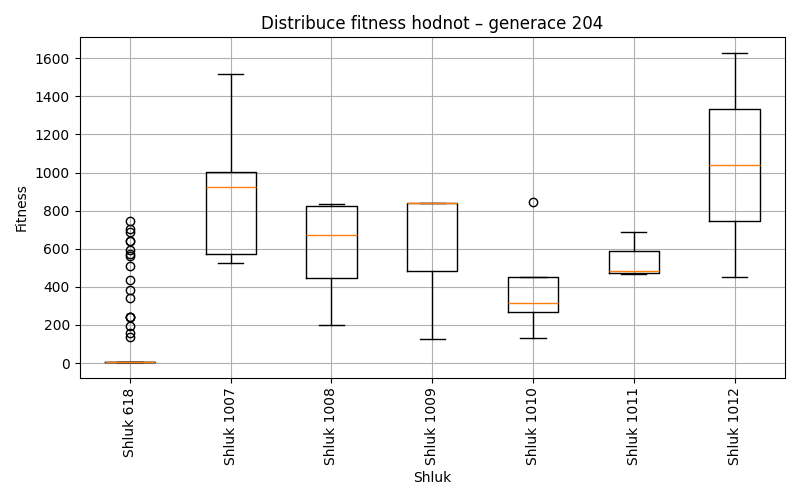 Distribuce fitness hodnot – generace 204
Fitness
1600
1400
1200
1000
800
600
400
200
0
Shluk 618
Shluk 1007
Shluk 1008
Shluk 1009
Shluk 1010
Shluk 1011
Shluk 1012
Shluk